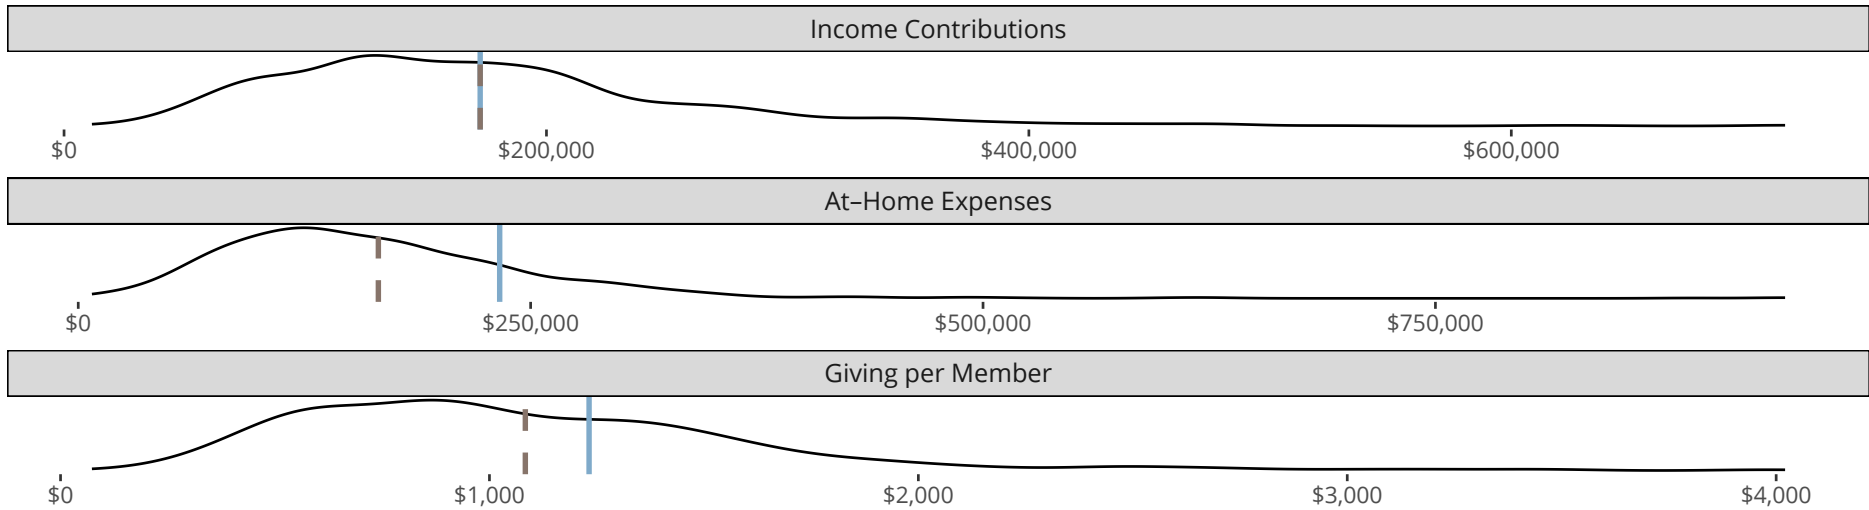 Income Contributions
$0 $200,000 $400,000 $600,000
At–Home Expenses
$0 $250,000 $500,000 $750,000
Giving per Member
$0 $1,000 $2,000 $3,000 $4,000